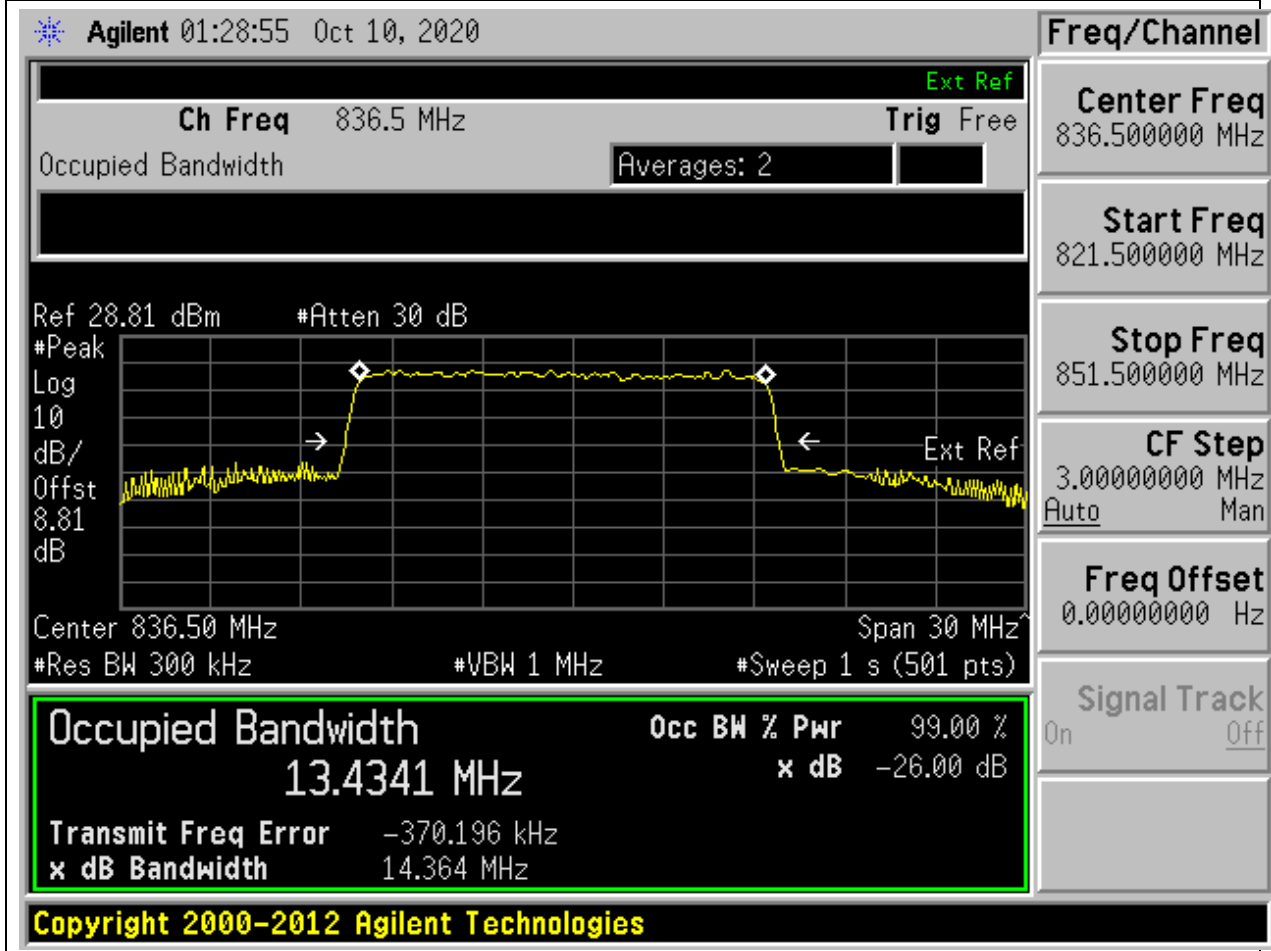 Agilent 01:28:55 Oct 10, 2020
Freq/Channel
Ext Ref
Ch Freq 836.5 MHz Trig Free
Occupied Bandwidth Averages: 2
Center Freq
836.500000 MHz
Start Freq
821.500000 MHz
Stop Freq
851.500000 MHz
CF Step
3.00000000 MHz
Auto Man
Freq Offset
0.00000000 Hz
Signal Track
On Off
Ref 28.81 dBm #Atten 30 dB
#Peak
Log
10
dB/
Offst
8.81
dB
Ext Ref
Center 836.50 MHz Span 30 MHz^
#Res BW 300 kHz #VBW 1 MHz #Sweep 1 s (501 pts)
Occupied Bandwidth
13.4341 MHz
Occ BW % Pwr 99.00 %
x dB -26.00 dB
Transmit Freq Error -370.196 kHz
x dB Bandwidth 14.364 MHz
Copyright 2000-2012 Agilent Technologies